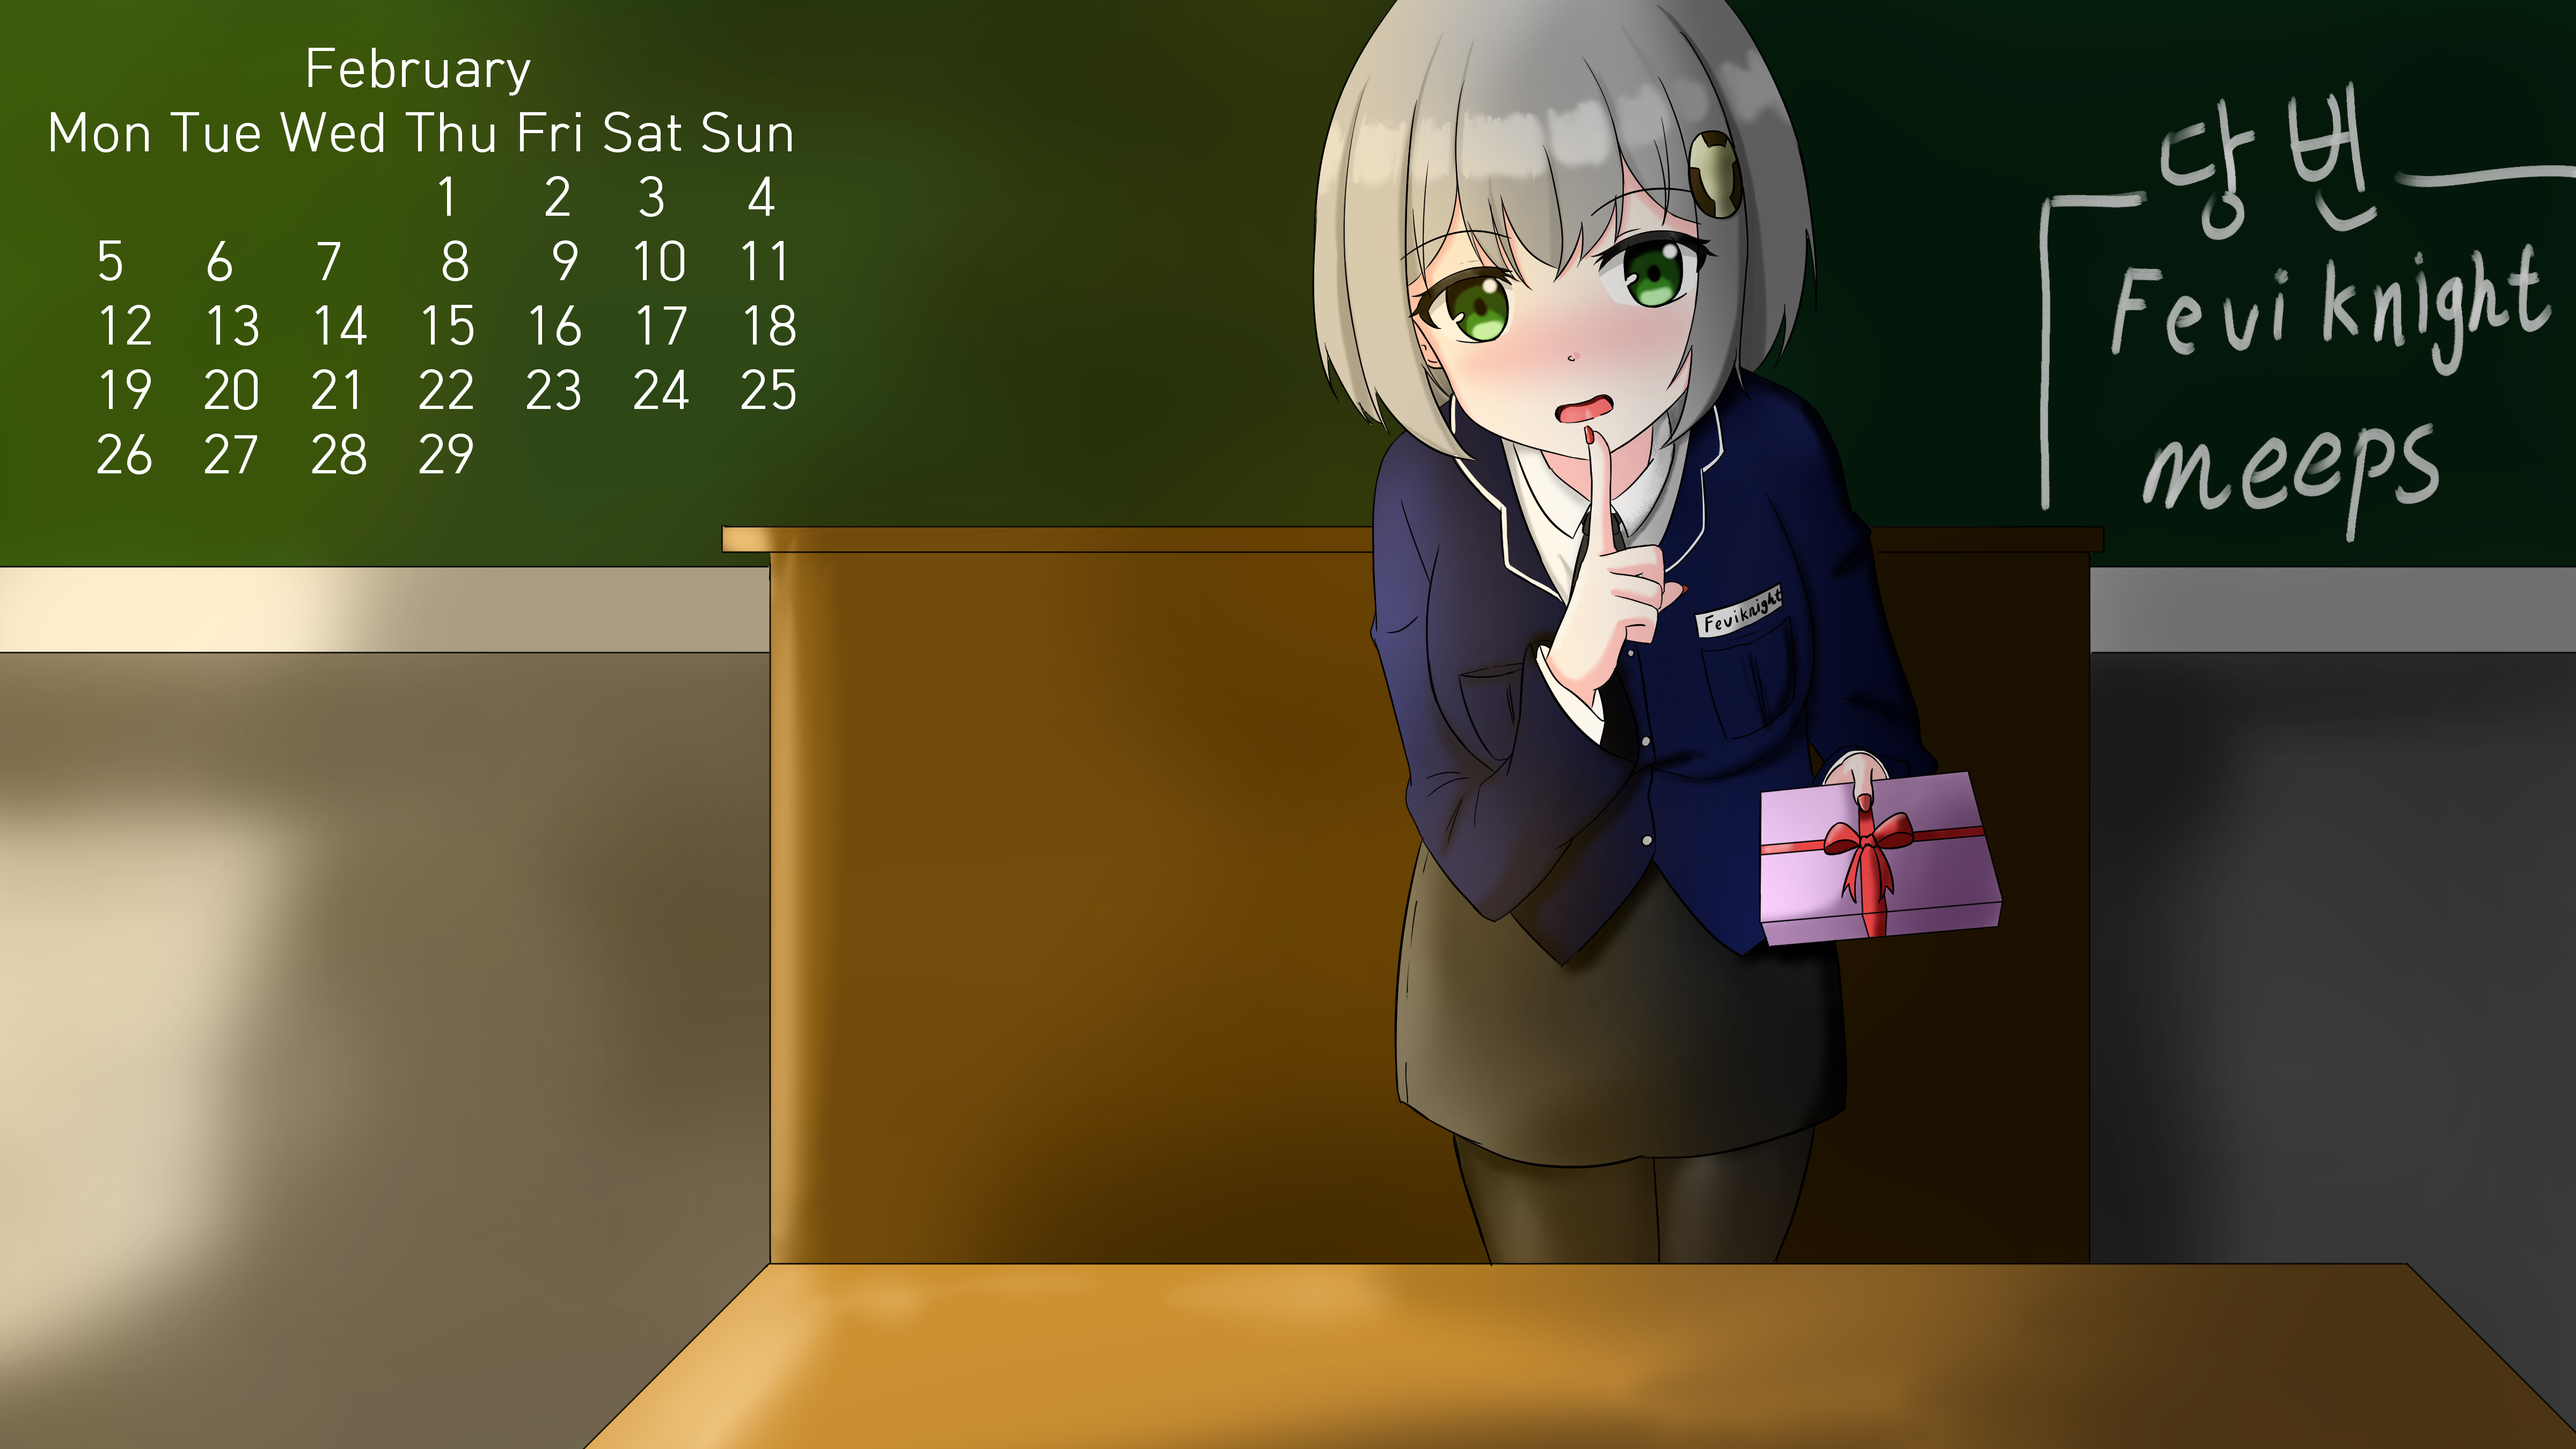 February
Mon Tue Wed Thu Fri Sat Sun
1 2 3 4
5 6 7 8 9 10 11
12 13 14 15 16 17 18
19 20 21 22 23 24 25
26 27 28 29
당번
Feviknight
meeps
Feviknight